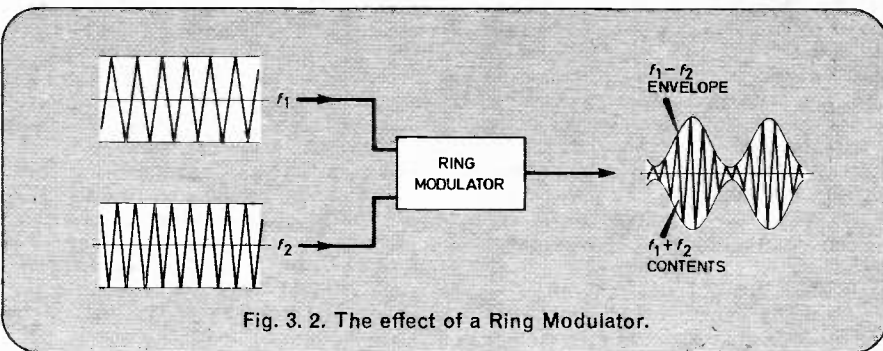 f1
f2
RING
MODULATOR
f1 – f2
ENVELOPE
f1 + f2
CONTENTS
Fig. 3. 2. The effect of a Ring Modulator.